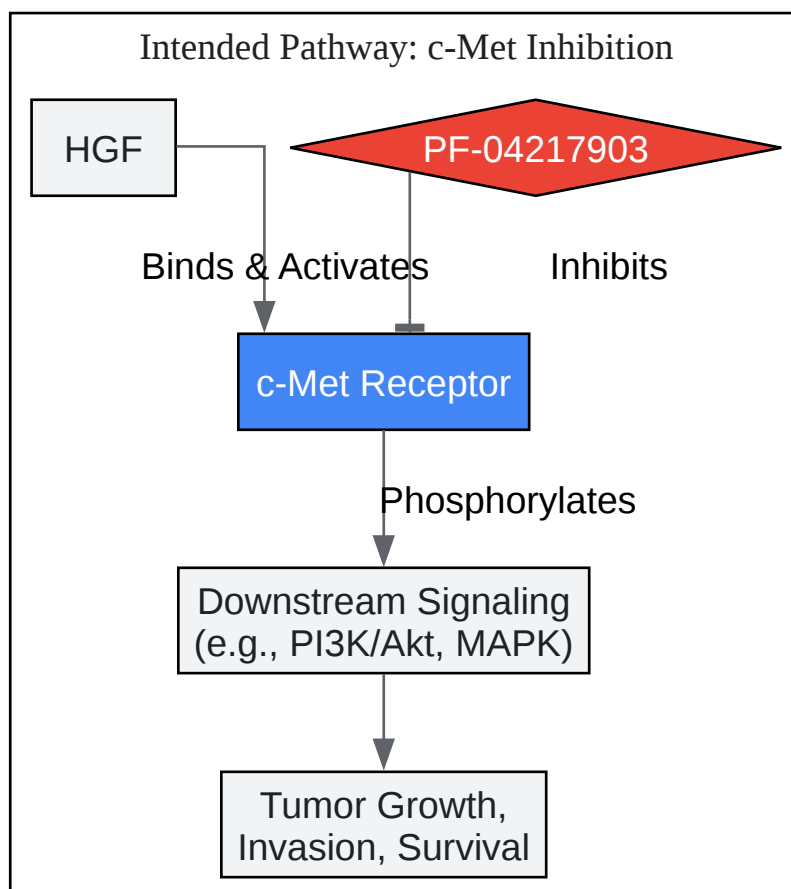 Intended Pathway: c-Met Inhibition
HGF
PF-04217903
Binds & Activates
Inhibits
c-Met Receptor
Phosphorylates
Downstream Signaling
(e.g., PI3K/Akt, MAPK)
Tumor Growth,
Invasion, Survival